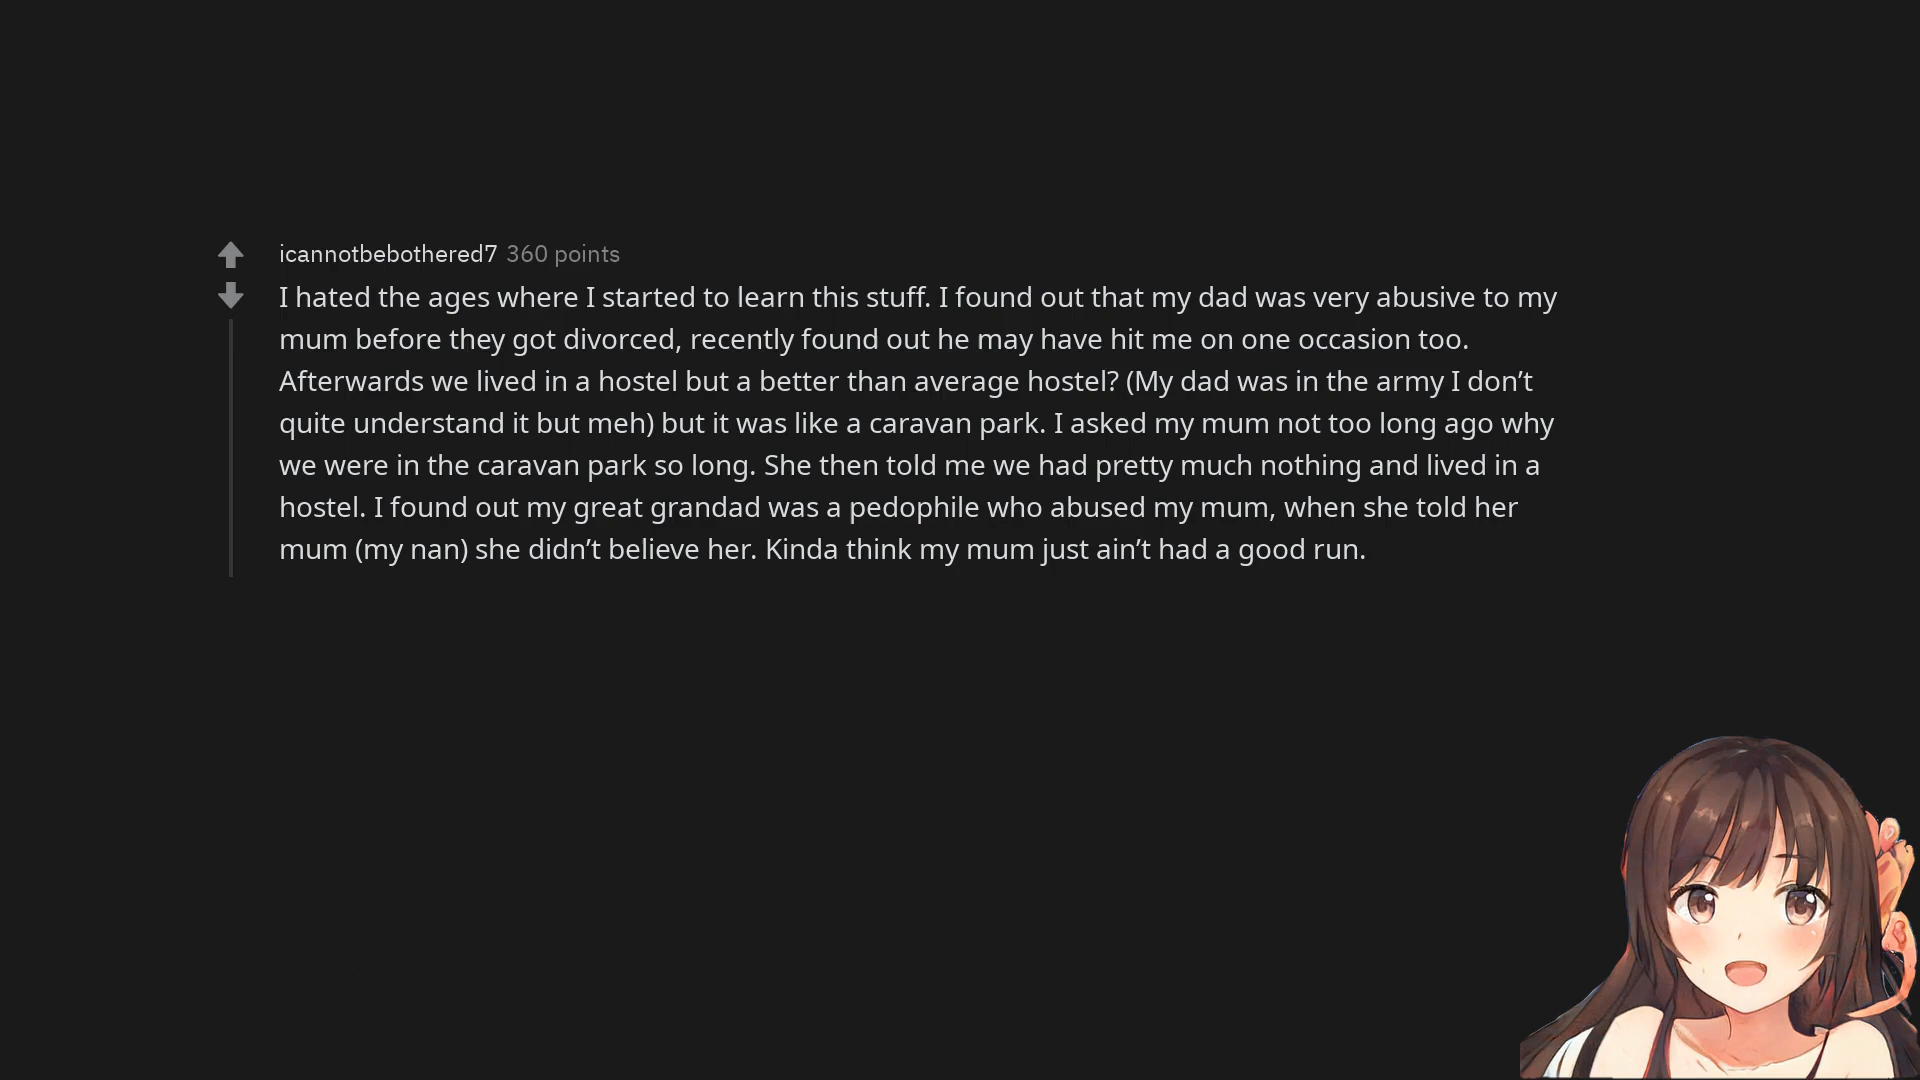 icannotbebothered7 360 points
I hated the ages where I started to learn this stuff. I found out that my dad was very abusive to my
mum before they got divorced, recently found out he may have hit me on one occasion too.
Afterwards we lived in a hostel but a better than average hostel? (My dad was in the army I don’t
quite understand it but meh) but it was like a caravan park. I asked my mum not too long ago why
we were in the caravan park so long. She then told me we had pretty much nothing and lived in a
hostel. I found out my great grandad was a pedophile who abused my mum, when she told her
mum (my nan) she didn’t believe her. Kinda think my mum just ain’t had a good run.